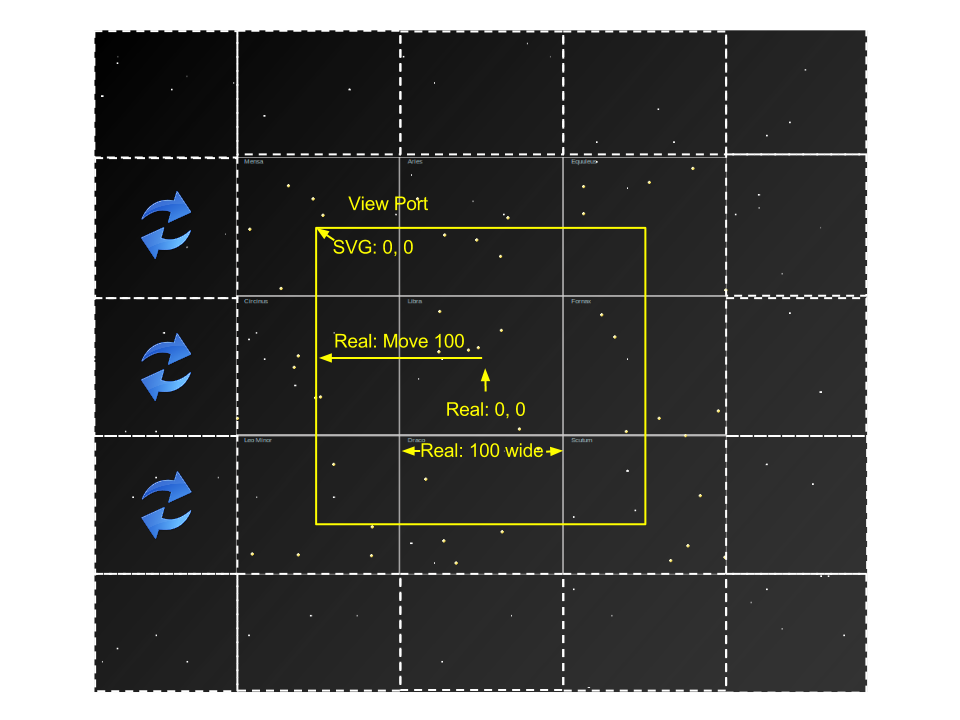 Mensa
Aries
Equuleus
View Port
SVG: 0, 0
Circinus
Libra
Fornax
Real: Move 100
Real: 0, 0
Leo Minor
Draco
Scutum
Real: 100 wide